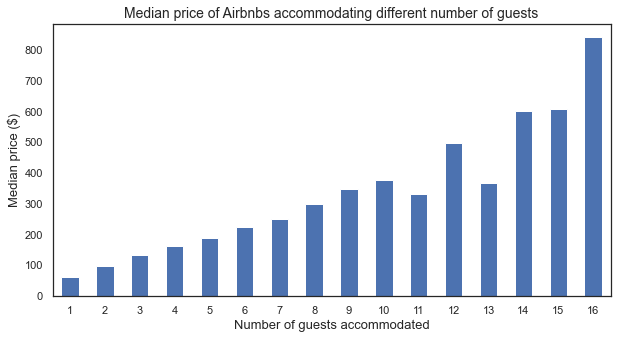 Median price of Airbnbs accommodating different number of guests
Median price ($)
800
700
600
500
400
300
200
100
0
1 2 3 4 5 6 7 8 9 10 11 12 13 14 15 16
Number of guests accommodated